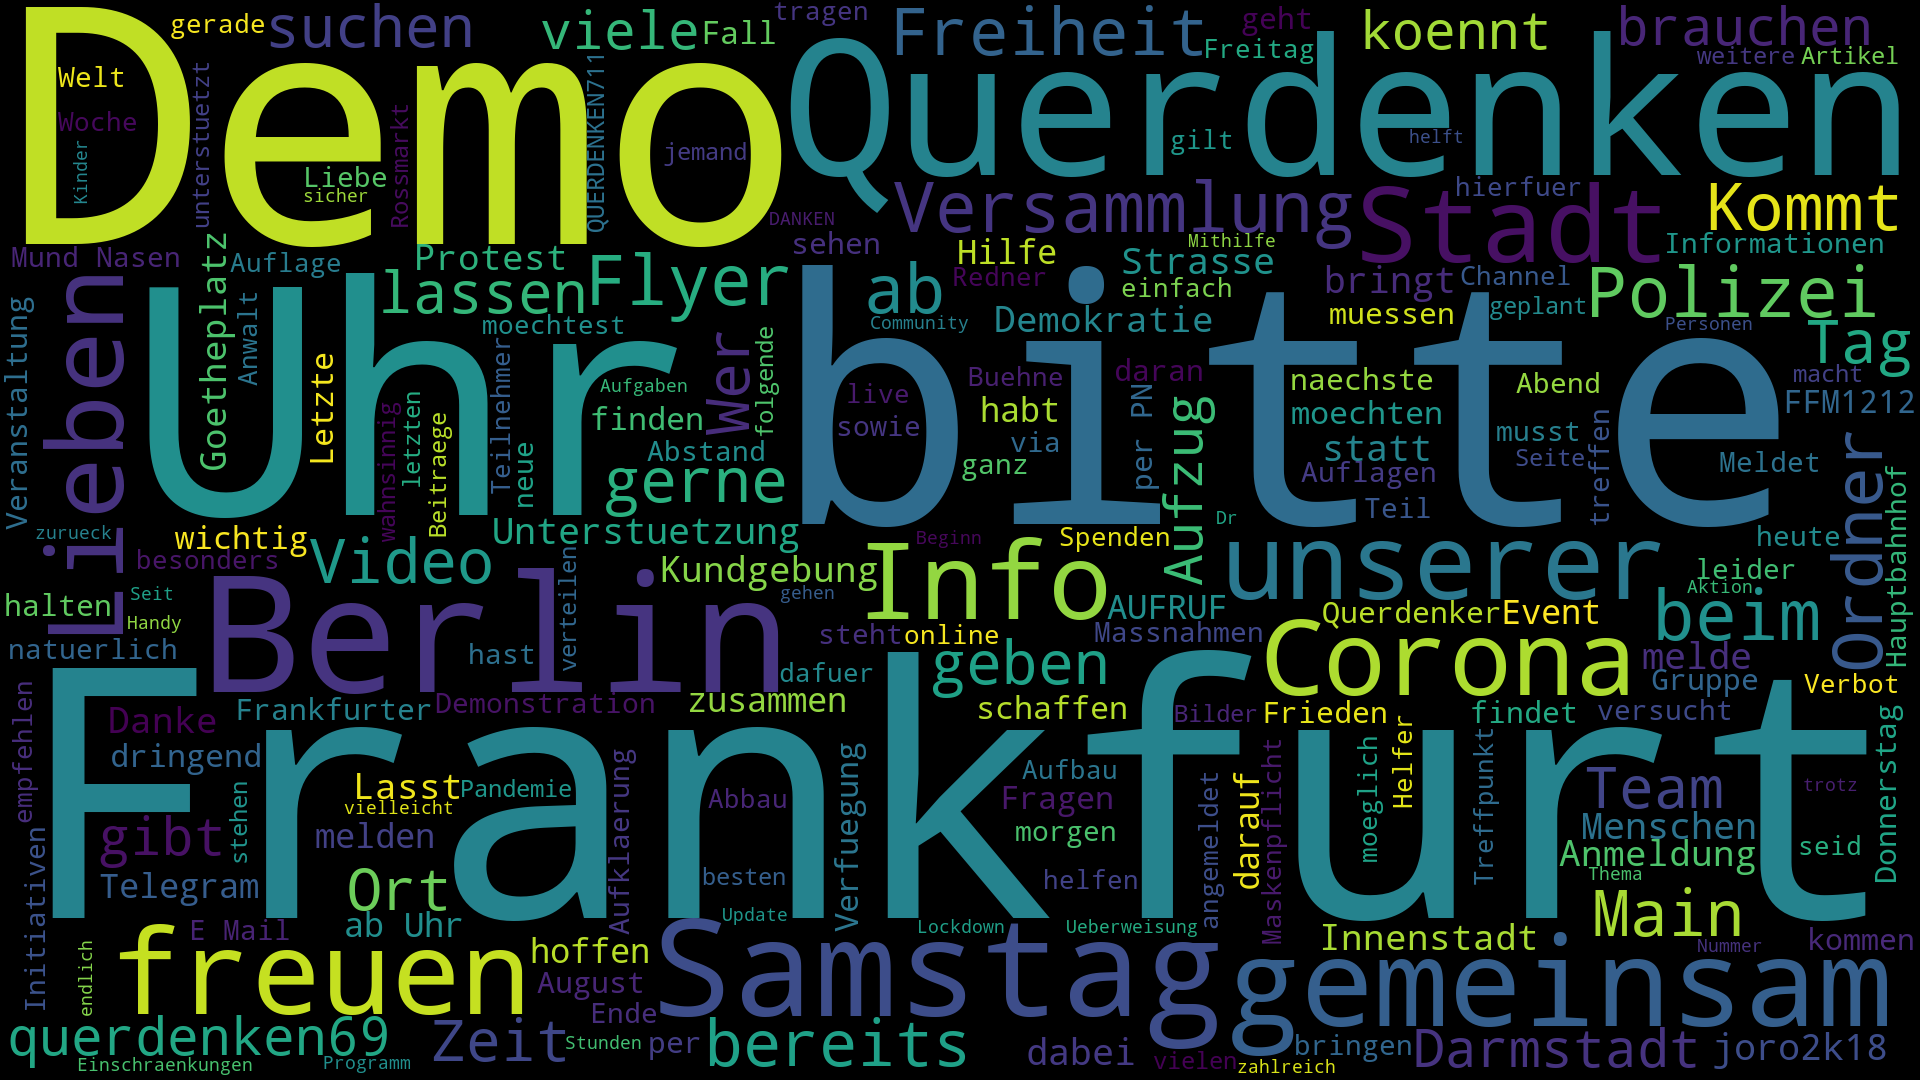 Demo
Querdenken
Uhr
bitte
Frankfurt
gerade
suchen
viele
Fall
tragen
Freiheit
geht
Freitag
koennt
brauchen
weitere
Artikel
Welt
Woche
Kinder
unterstuetzt
Liebe
sicher
Rossmarkt
QUERDENKEN711
jemand
DANKEN
gilt
helft
Versammlung
Stadt
hierfuer
Kommt
Mund Nasen
Auflage
Goetheplatz
Protest
lassen
Flyer
sehen
ab
Hilfe
Redner
Strasse
Mithilfe
einfach
bringt
Channel
Informationen
Polizei
Veranstaltung
Lieben
Anwalt
Letzte
moechtest
Teilnehmer
Wer
folgende
Community
Demokratie
muessen
geplant
Personen
Tag
macht
FFM1212
Aufgaben
finden
Abstand
gerne
live
sowie
Buehne
habt
via
ganz
daran
per PN
Aufzug
naechste
moechten
statt
Auflagen
Abend
musst
Seite
treffen
Meldet
wahnsinnig
letzten
Beitraege
neue
Teil
Ordner
Hauptbahnhof
zurueck
wichtig
besonders
Video
Unterstuetzung
Kundgebung
Beginn
Info
Spenden
Dr
unserer
heute
leider
Aktion
halten
Seit
Handy
natuerlich
Berlin
hast
verteilen
gehen
steht
online
AUFRUF
Massnahmen
Corona
Querdenker
Event
beim
melde
Gruppe
Verbot
empfehlen
Danke
dringend
Frankfurter
Demonstration
zusammen
dafuer
geben
schaffen
Bilder
Frieden
findet
versucht
Donnerstag
Lasst
Pandemie
vielleicht
Aufklaerung
Abbau
Verfuegung
Aufbau
Fragen
morgen
darauf
moeglich
Helfer
Treffpunkt
Team
Menschen
trotz
gibt
stehen
melden
Initiativen
Telegram
Ort
besten
helfen
angemeldet
Maskenpflicht
Anmeldung
Thema
seid
E Mail
ab Uhr
Update
Lockdown
Ueberweisung
Innenstadt
Main
Nummer
kommen
endlich
freuen
hoffen
August
Ende
Samstag
gemeinsam
querdenken69
Zeit
Stunden
per
bereits
dabei
vielen
bringen
zahlreich
Darmstadt
joro2k18
Einschraenkungen
Programm